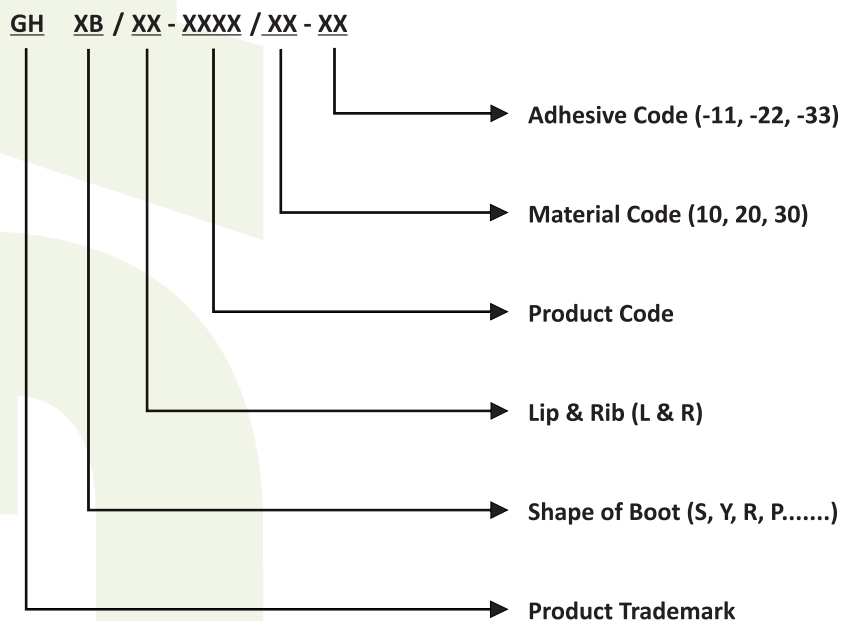 GH XB / XX - XXXX / XX - XX
Adhesive Code (-11, -22, -33)
Material Code (10, 20, 30)
Product Code
Lip & Rib (L & R)
Shape of Boot (S, Y, R, P.......)
Product Trademark